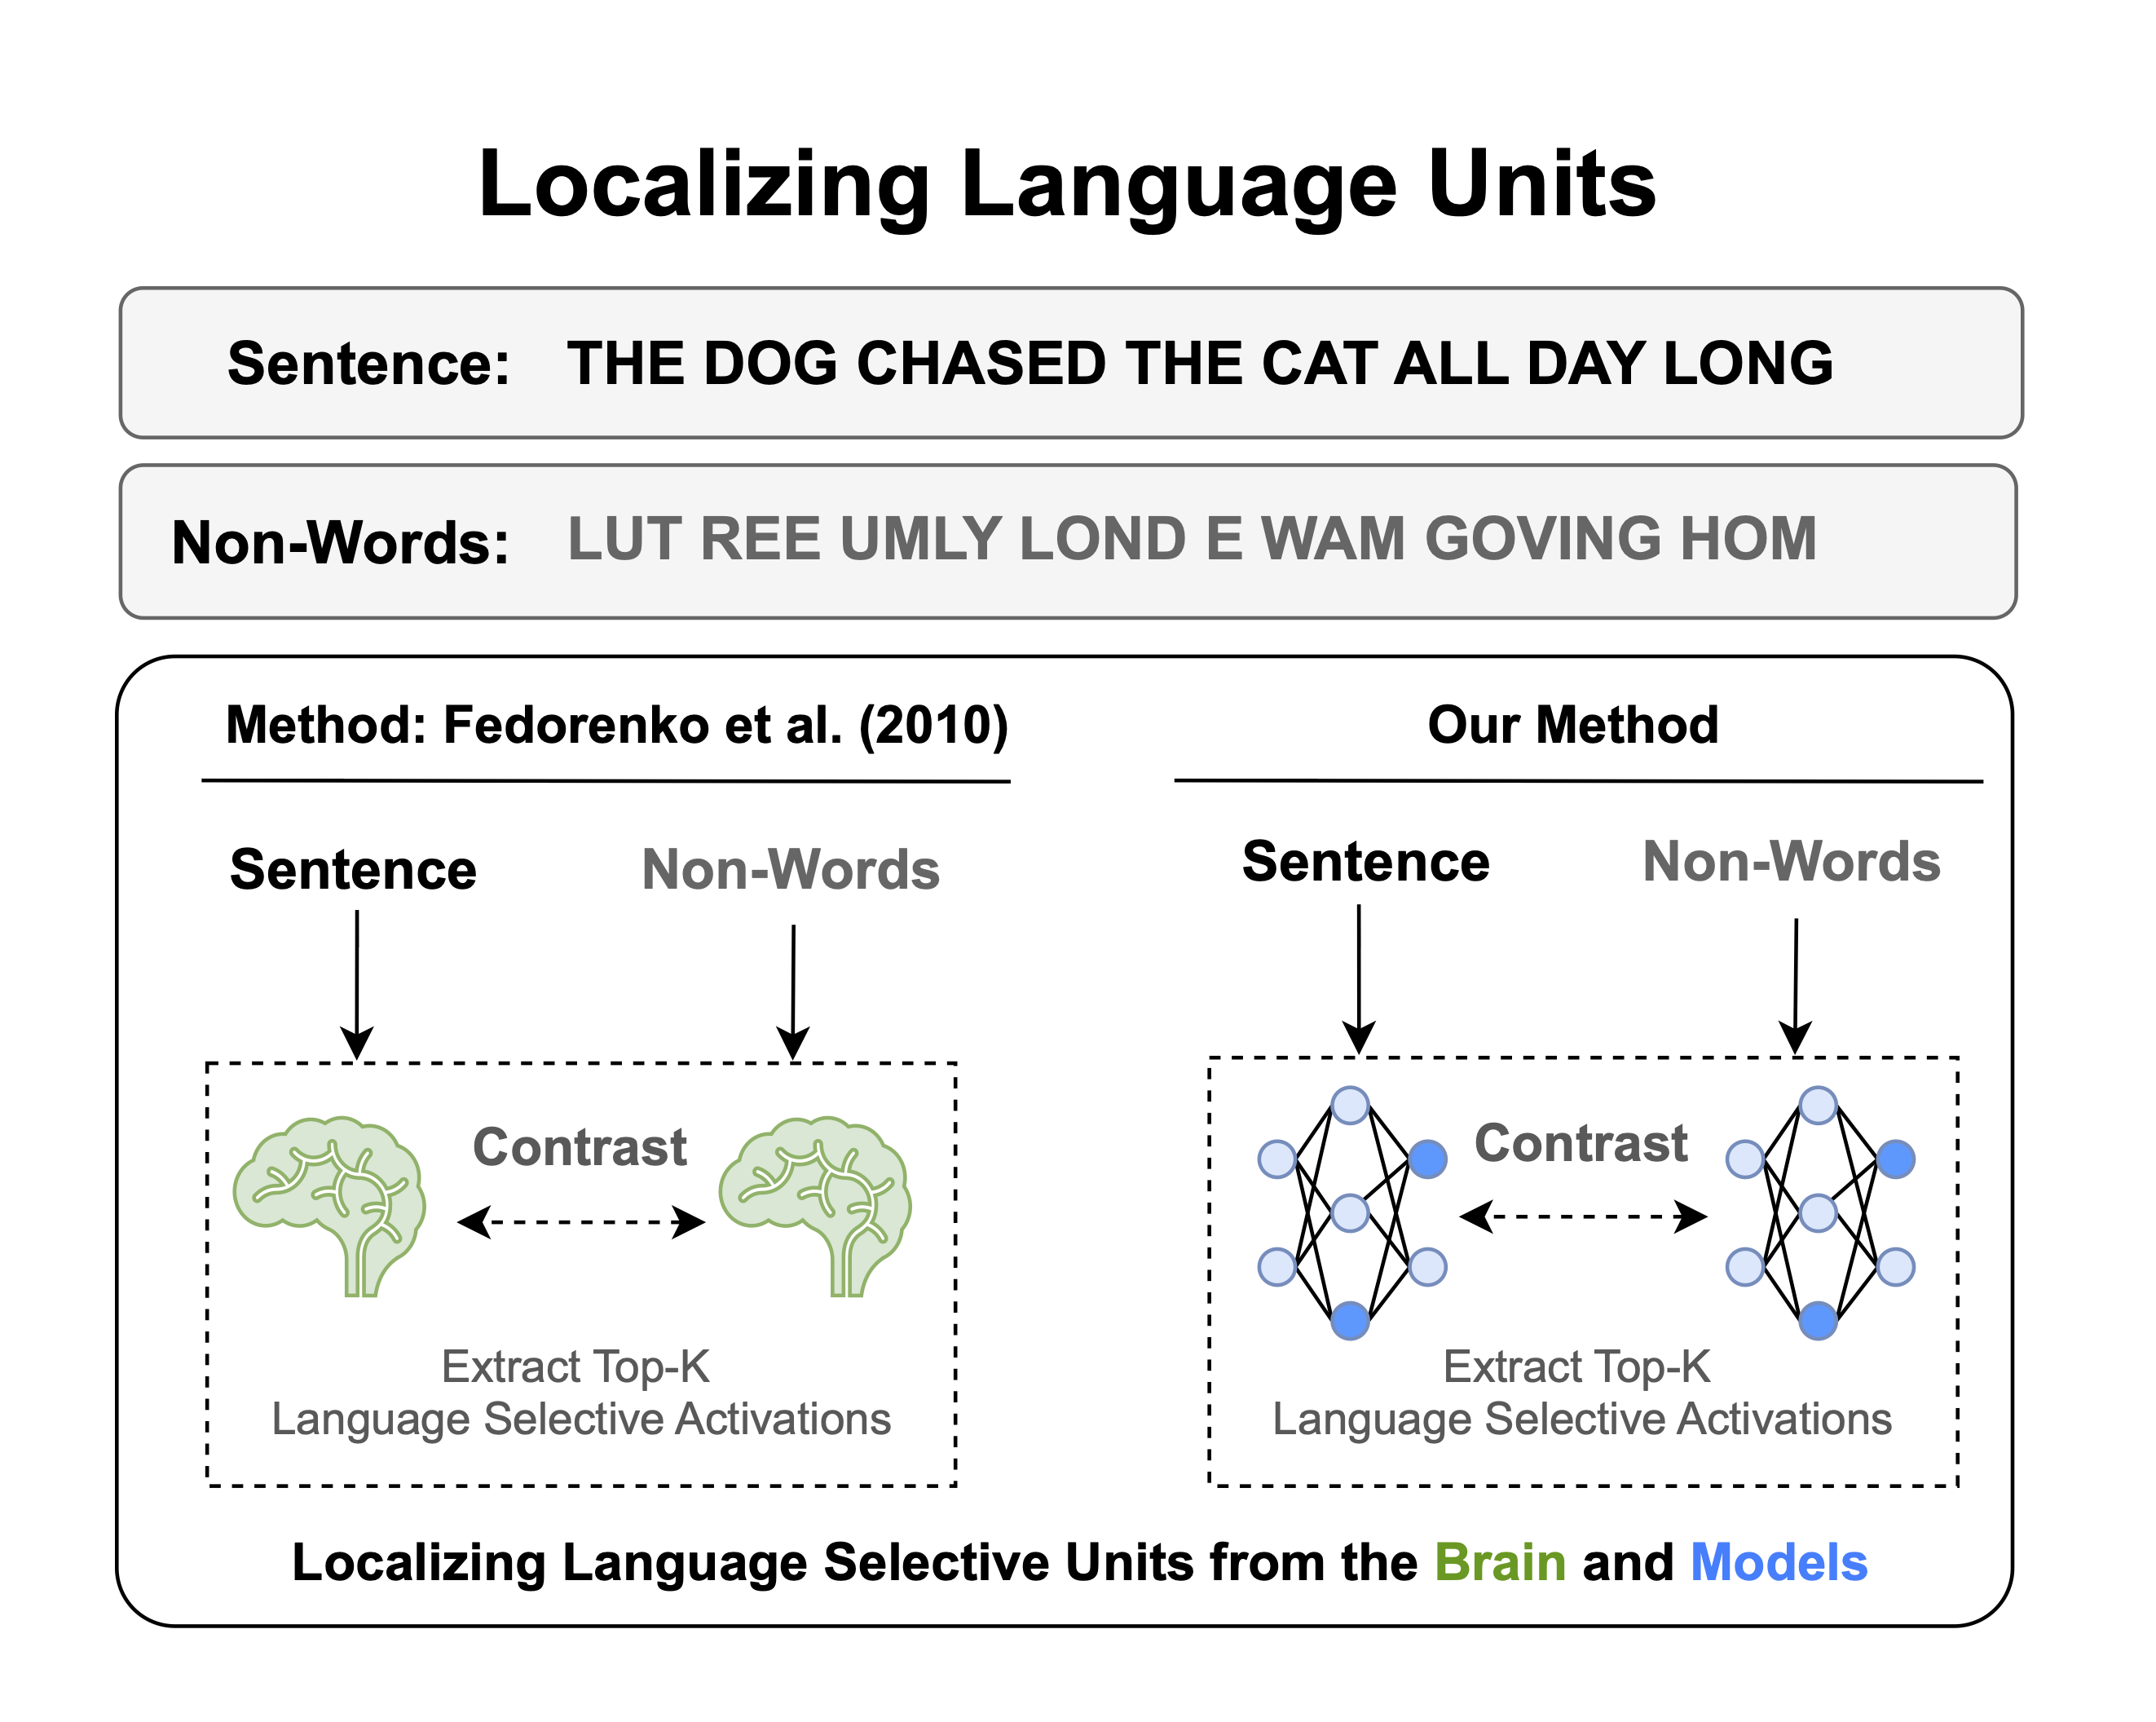 Localizing Language Units
Sentence: THE DOG CHASED THE CAT ALL DAY LONG
Non-Words: LUT REE UMLY LOND E WAM GOVING HOM
Method: Fedorenko et al. (2010)
Our Method
Sentence
Non-Words
Sentence
Non-Words
Contrast
Contrast
Extract Top-K
Language Selective Activations
Extract Top-K
Language Selective Activations
Localizing Language Selective Units from the Brain and Models